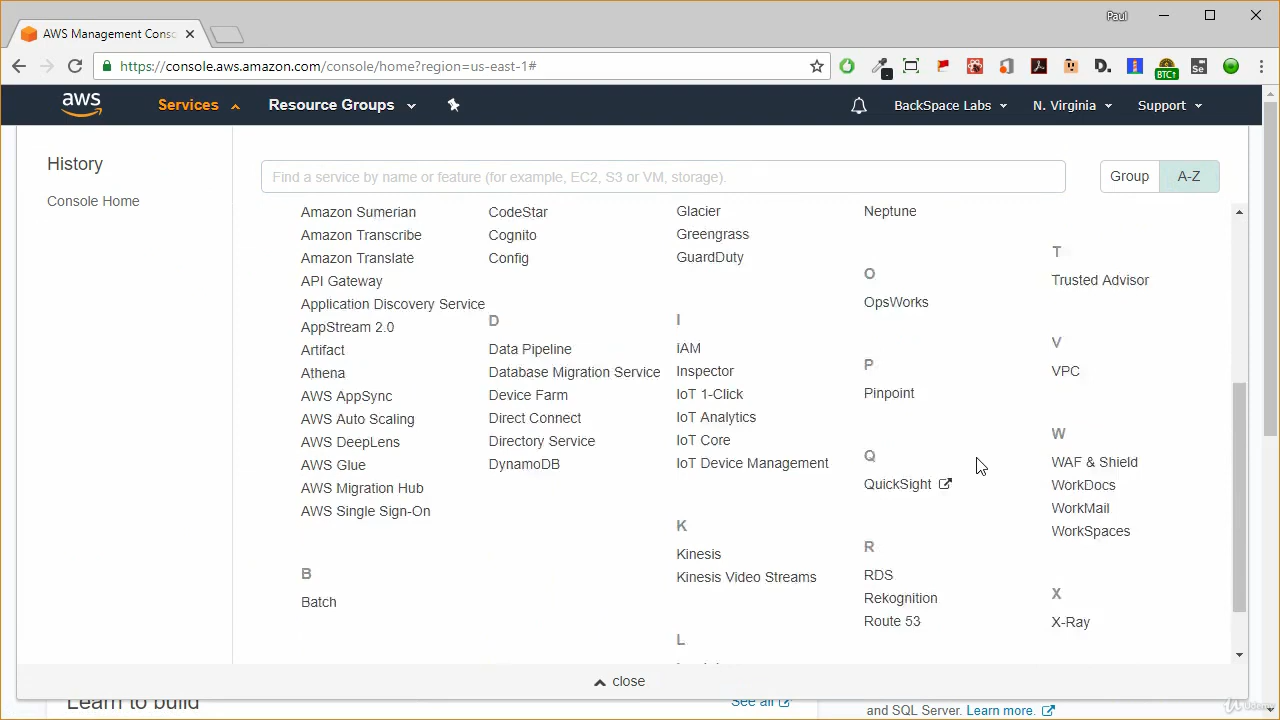 Paul
AWS Management Consc
https://console.aws.amazon.com/console/home?region=us-east-1#
BTC↑
Se
D.
aws
Services
Resource Groups
BackSpace Labs
N. Virginia
Support
History
Console Home
Find a service by name or feature (for example, EC2, S3 or VM, storage).
Group
A-Z
Amazon Sumerian
Amazon Transcribe
Amazon Translate
API Gateway
Application Discovery Service
AppStream 2.0
Artifact
Athena
AWS AppSync
AWS Auto Scaling
AWS DeepLens
AWS Glue
AWS Migration Hub
AWS Single Sign-On
B
Batch
CodeStar
Cognito
Config
D
Data Pipeline
Database Migration Service
Device Farm
Direct Connect
Directory Service
DynamoDB
Glacier
Greengrass
GuardDuty
I
IAM
Inspector
IoT 1-Click
IoT Analytics
IoT Core
IoT Device Management
K
Kinesis
Kinesis Video Streams
L
Neptune
O
OpsWorks
P
Pinpoint
Q
QuickSight
R
RDS
Rekognition
Route 53
T
Trusted Advisor
V
VPC
W
WAF & Shield
WorkDocs
WorkMail
WorkSpaces
X
X-Ray
close
Learn to build
See all
and SQL Server. Learn more.
Udemy